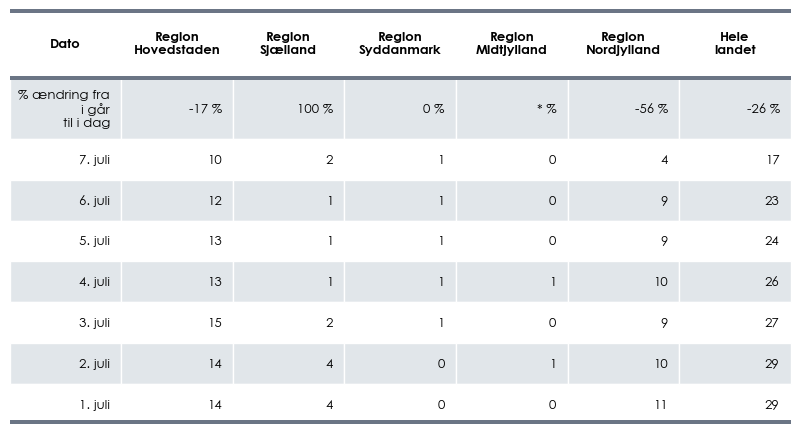 Dato Region Hovedstaden Region Sjælland Region Syddanmark Region Midtjylland Region Nordjylland Hele landet
% ændring fra
i går
til i dag -17 % 100 % 0 % * % -56 % -26 %
7. juli 10 2 1 0 4 17
6. juli 12 1 1 0 9 23
5. juli 13 1 1 0 9 24
4. juli 13 1 1 1 10 26
3. juli 15 2 1 0 9 27
2. juli 14 4 0 1 10 29
1. juli 14 4 0 0 11 29